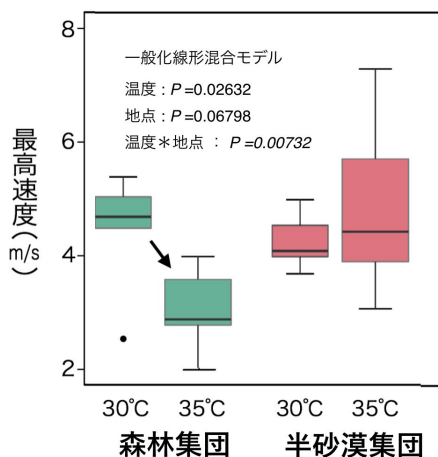 8
一般化線形混合モデル
温度 : P =0.02632
地点 : P =0.06798
温度＊地点 : P =0.00732
6
最高速度(m/s)
4
2
30℃ 35℃ 30℃ 35℃
森林集団 半砂漠集団